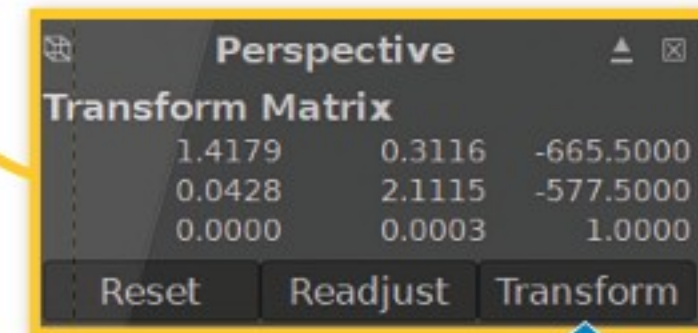 Perspective
Transform Matrix
1.4179 0.3116 -665.5000
0.0428 2.1115 -577.5000
0.0000 0.0003 1.0000
Reset Readjust Transform